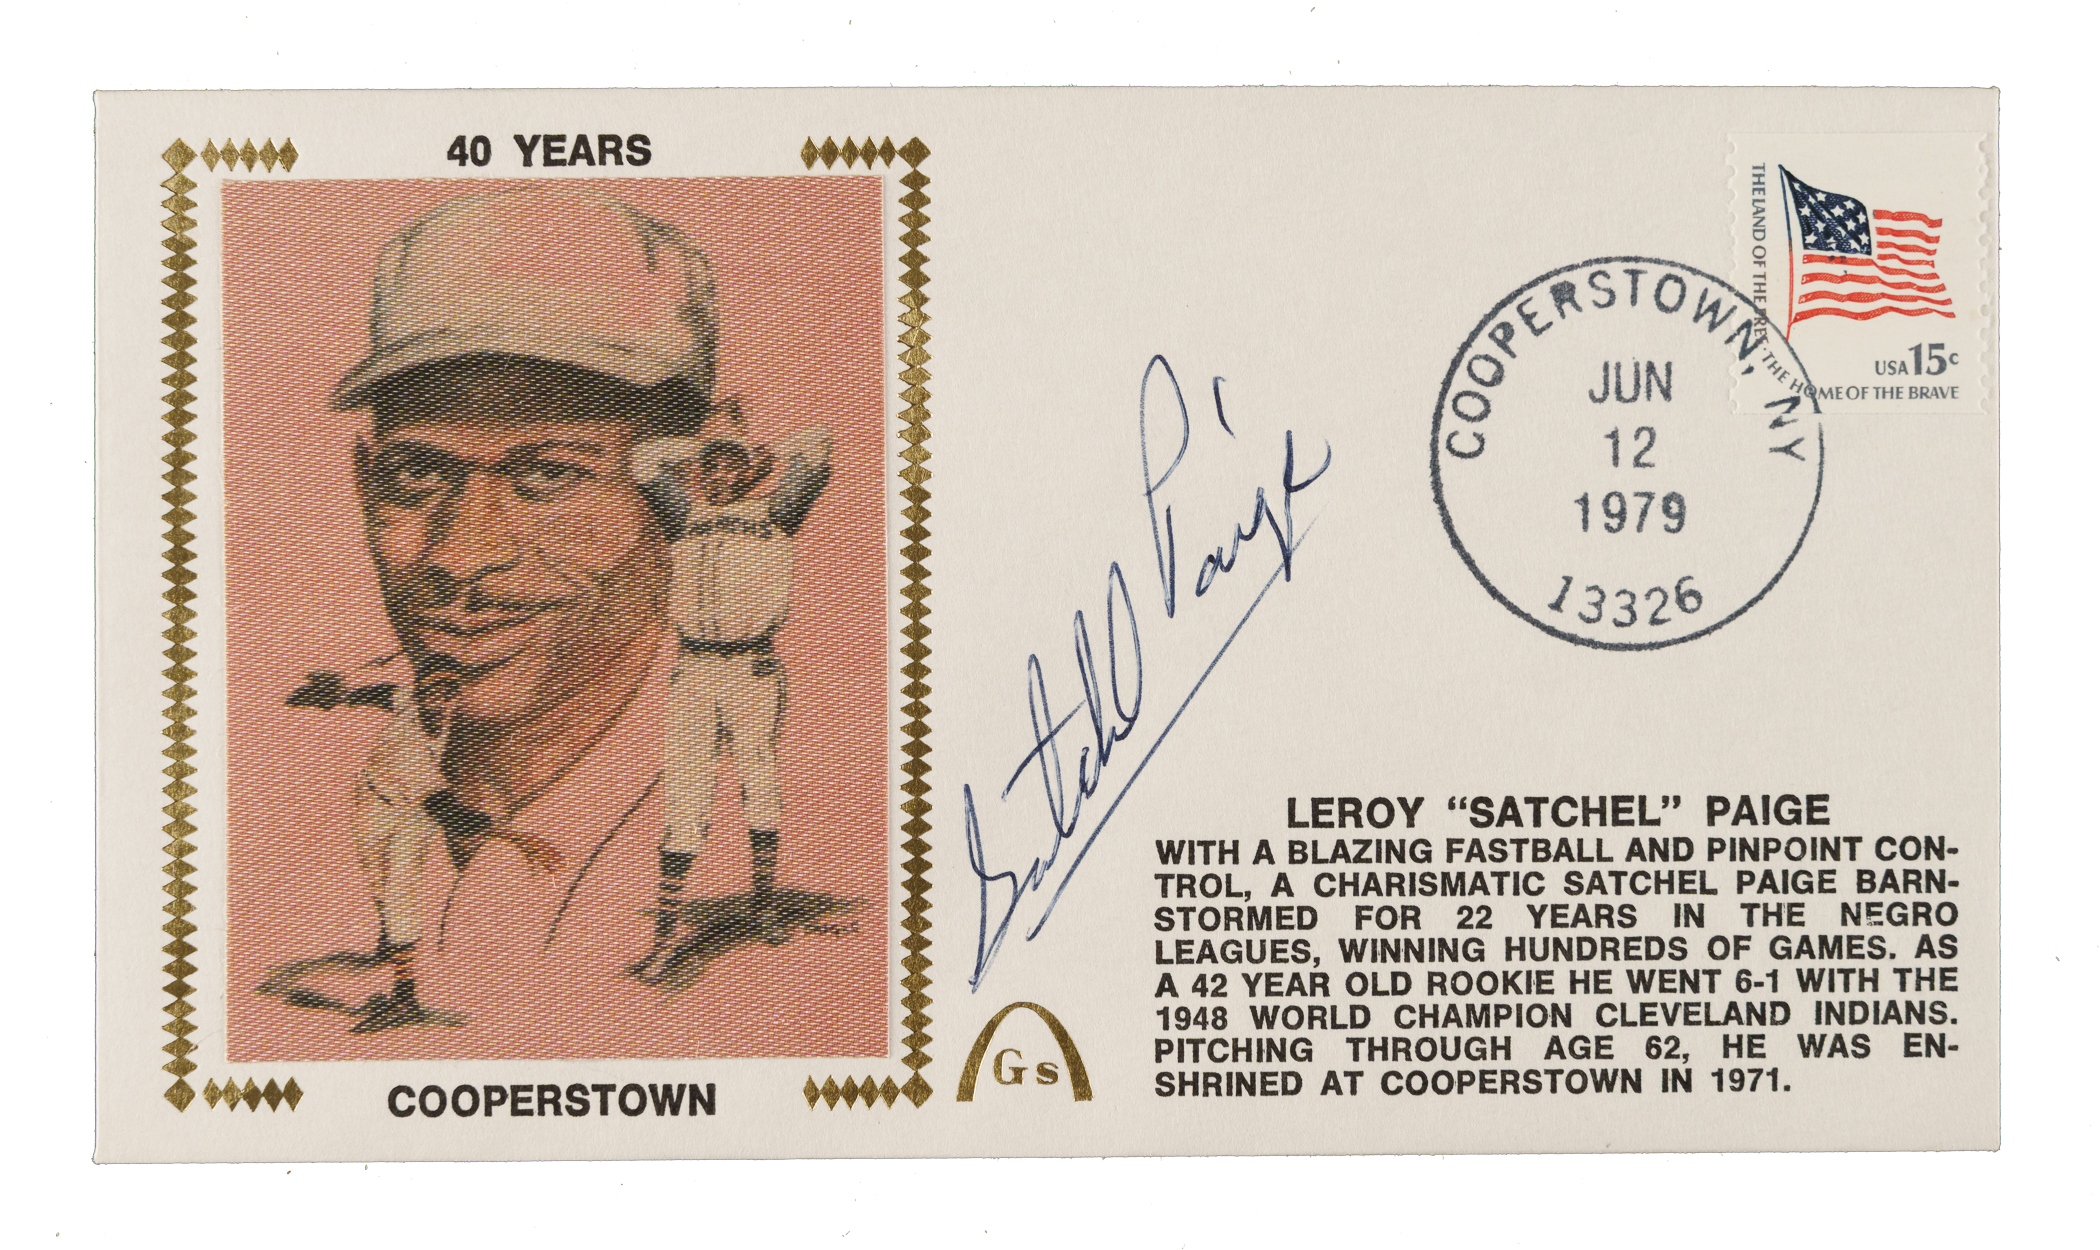 40 YEARS
COOPERSTOWN
THE LAND OF THE FREE · THE HOME OF THE BRAVE
USA 15c
COOPERSTOWN, NY
JUN
12
1979
13326
Satchel Paige
Gs
LEROY “SATCHEL” PAIGE
WITH A BLAZING FASTBALL AND PINPOINT CON-
TROL, A CHARISMATIC SATCHEL PAIGE BARN-
STORMED FOR 22 YEARS IN THE NEGRO
LEAGUES, WINNING HUNDREDS OF GAMES. AS
A 42 YEAR OLD ROOKIE HE WENT 6-1 WITH THE
1948 WORLD CHAMPION CLEVELAND INDIANS.
PITCHING THROUGH AGE 62, HE WAS EN-
SHRINED AT COOPERSTOWN IN 1971.